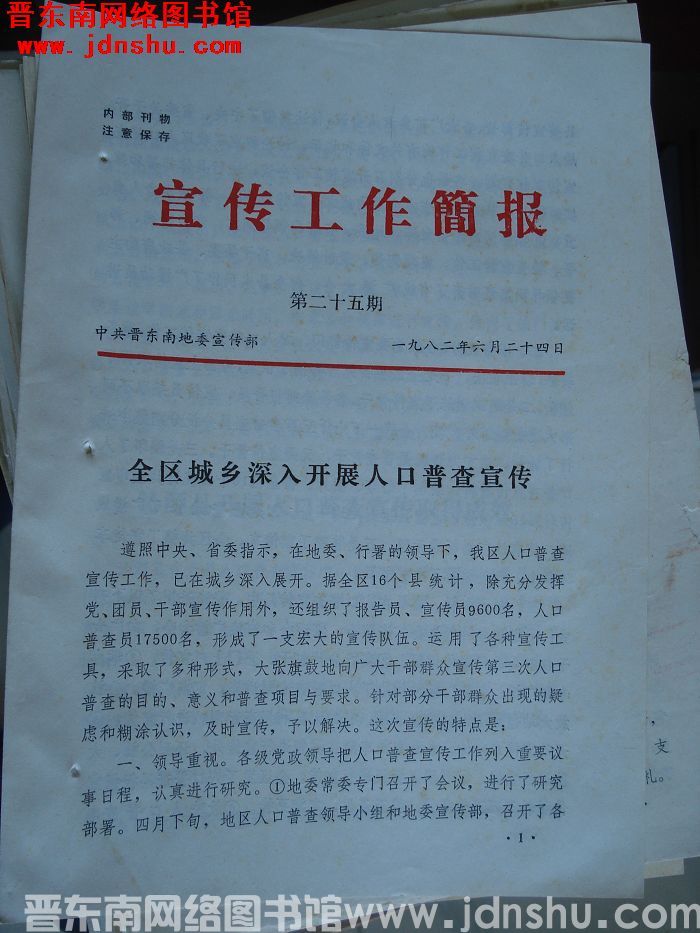 晋东南网络图书馆
www.jdnshu.com
内部刊物
注意保存
宣传工作簡报
第二十五期
中共晋东南地委宣传部 一九八二年六月二十四日
全区城乡深入开展人口普查宣传
遵照中央、省委指示，在地委、行署的领导下，我区人口普查
宣传工作，已在城乡深入展开。据全区16个县统计，除充分发挥
党、团员、干部宣传作用外，还组织了报告员、宣传员9600名，人口
普查员17500名，形成了一支宏大的宣传队伍。运用了各种宣传工
具，采取了多种形式，大张旗鼓地向广大干部群众宣传第三次人口
普查的目的、意义和普查项目与要求。针对部分干部群众出现的疑
虑和糊涂认识，及时宣传，予以解决。这次宣传的特点是：
一、领导重视。各级党政领导把人口普查宣传工作列入重要议
事日程，认真进行研究。①地委常委专门召开了会议，进行了研究
部署。四月下旬，地区人口普查领导小组和地委宣传部，召开了各
·1·
支
礼。
晋东南网络图书馆www.jdnshu.com